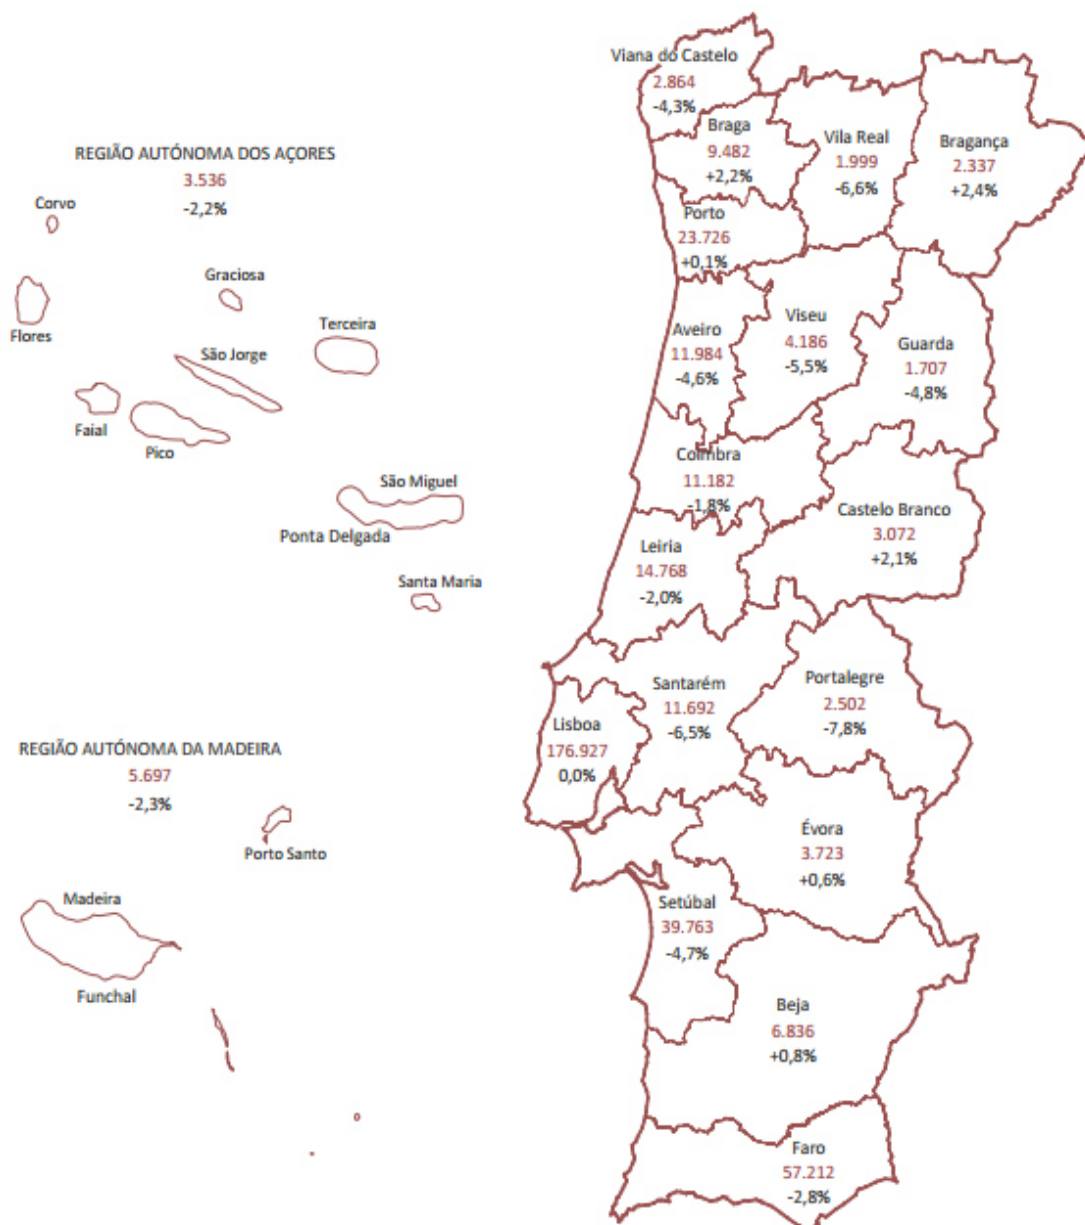 REGIÃO AUTÓNOMA DOS AÇORES
3.536
-2,2%
Corvo
Graciosa
Flores
Terceira
São Jorge
Faial
Pico
São Miguel
Ponta Delgada
Santa Maria
REGIÃO AUTÓNOMA DA MADEIRA
5.697
-2,3%
Porto Santo
Madeira
Funchal
Viana do Castelo
2.864
-4,3%
Braga
9.482
+2,2%
Vila Real
1.999
-6,6%
Bragança
2.337
+2,4%
Porto
23.726
+0,1%
Aveiro
11.984
-4,6%
Viseu
4.186
-5,5%
Guarda
1.707
-4,8%
Coimbra
11.182
-1,8%
Castelo Branco
3.072
+2,1%
Leiria
14.768
-2,0%
Santarém
11.692
-6,5%
Portalegre
2.502
-7,8%
Lisboa
176.927
0,0%
Évora
3.723
+0,6%
Setúbal
39.763
-4,7%
Beja
6.836
+0,8%
Faro
57.212
-2,8%